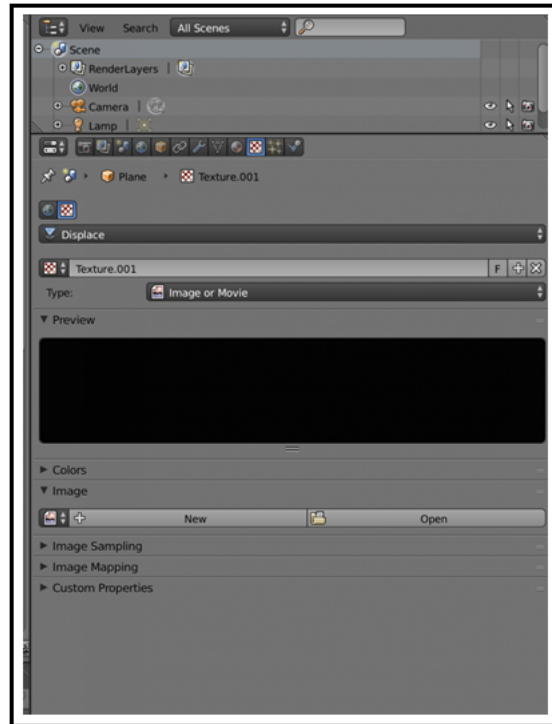 View Search All Scenes
Scene
RenderLayers |
World
Camera |
Lamp |
Plane Texture.001
Displace
Texture.001 F
Type: Image or Movie
Preview
Colors
Image
New Open
Image Sampling
Image Mapping
Custom Properties